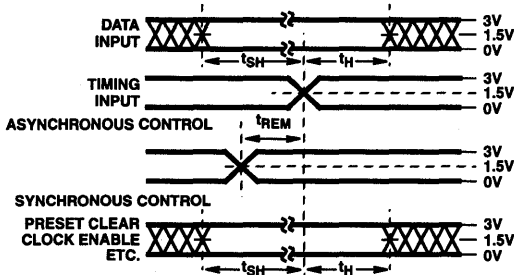 DATA INPUT
3V
1.5V
0V
tSH
tH
TIMING INPUT
3V
1.5V
0V
ASYNCHRONOUS CONTROL
tREM
3V
1.5V
0V
SYNCHRONOUS CONTROL
PRESET CLEAR
CLOCK ENABLE
ETC.
3V
1.5V
0V
tSH
tH